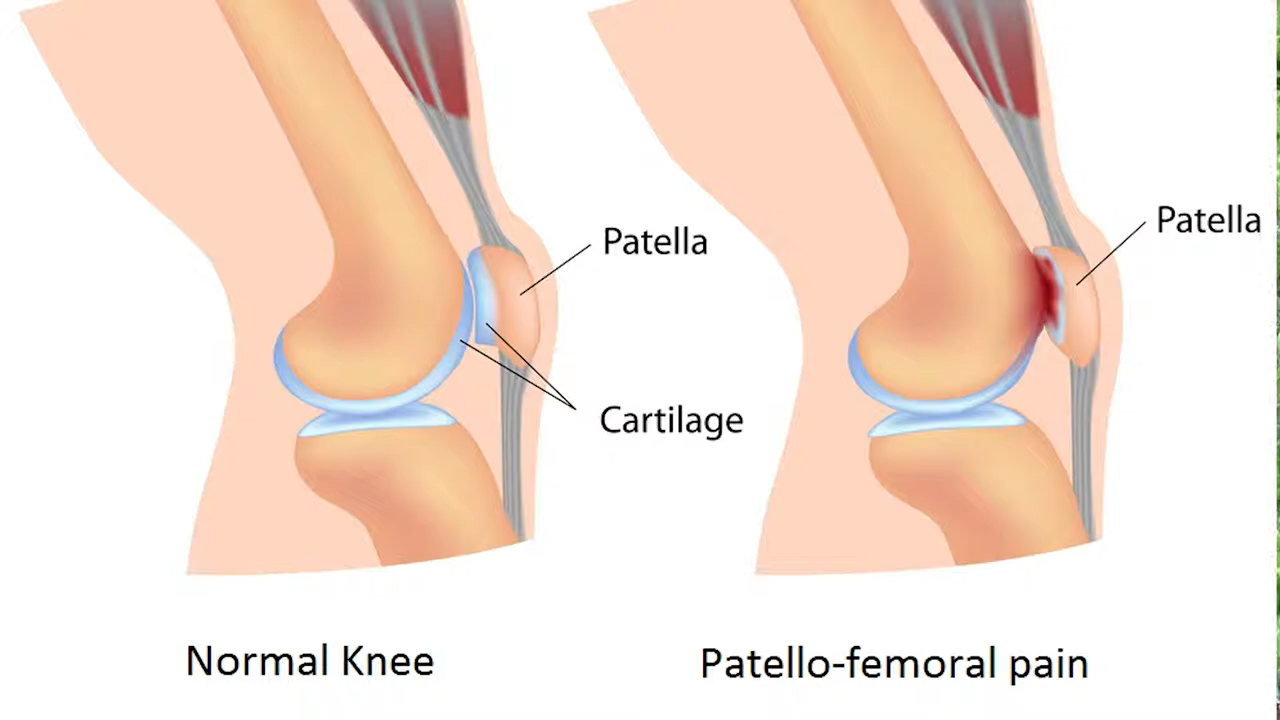 Patella
Cartilage
Normal Knee
Patella
Patello-femoral pain